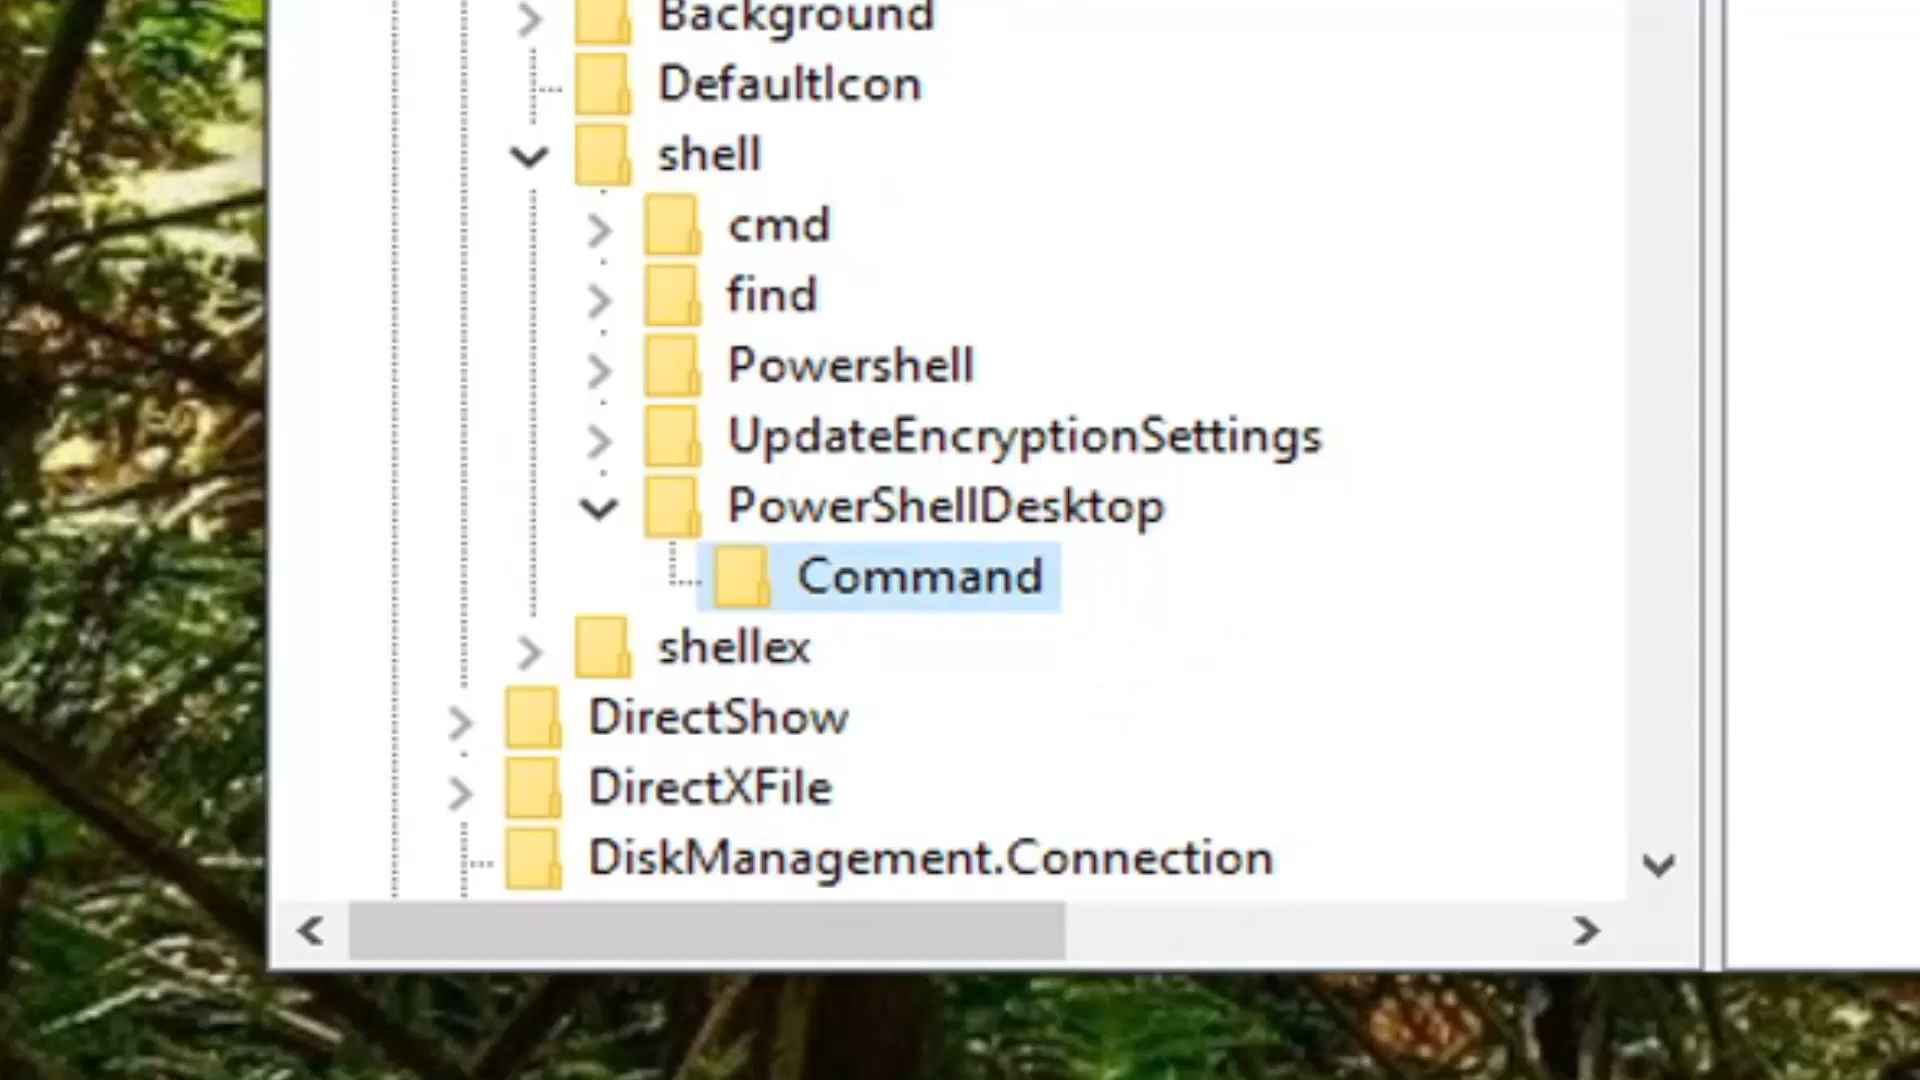 Background
DefaultIcon
shell
cmd
find
Powershell
UpdateEncryptionSettings
PowerShellDesktop
Command
shellex
DirectShow
DirectXFile
DiskManagement.Connection